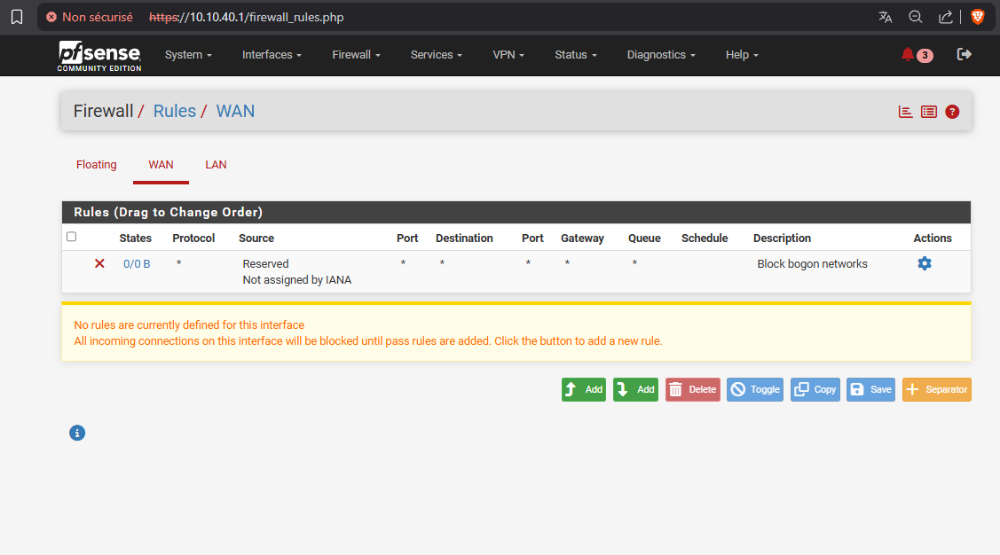 Non sécurisé https://10.10.40.1/firewall_rules.php
pfsense
COMMUNITY EDITION
System Interfaces Firewall Services VPN Status Diagnostics Help 3
Firewall / Rules / WAN
Floating WAN LAN
Rules (Drag to Change Order)
States Protocol Source Port Destination Port Gateway Queue Schedule Description Actions
0/0 B * Reserved * * * * * Block bogon networks
Not assigned by IANA
No rules are currently defined for this interface
All incoming connections on this interface will be blocked until pass rules are added. Click the button to add a new rule.
Add Add Delete Toggle Copy Save Separator